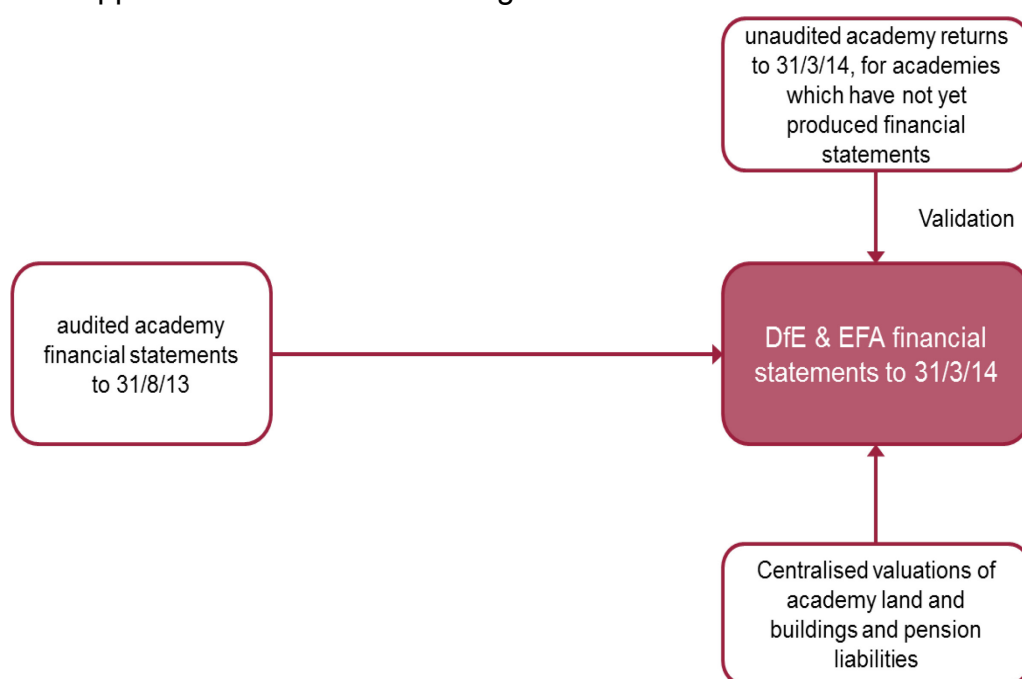 unaudited academy returns
to 31/3/14, for academies
which have not yet
produced financial
statements
Validation
audited academy
financial statements
to 31/8/13
DfE & EFA financial
statements to 31/3/14
Centralised valuations of
academy land and
buildings and pension
liabilities